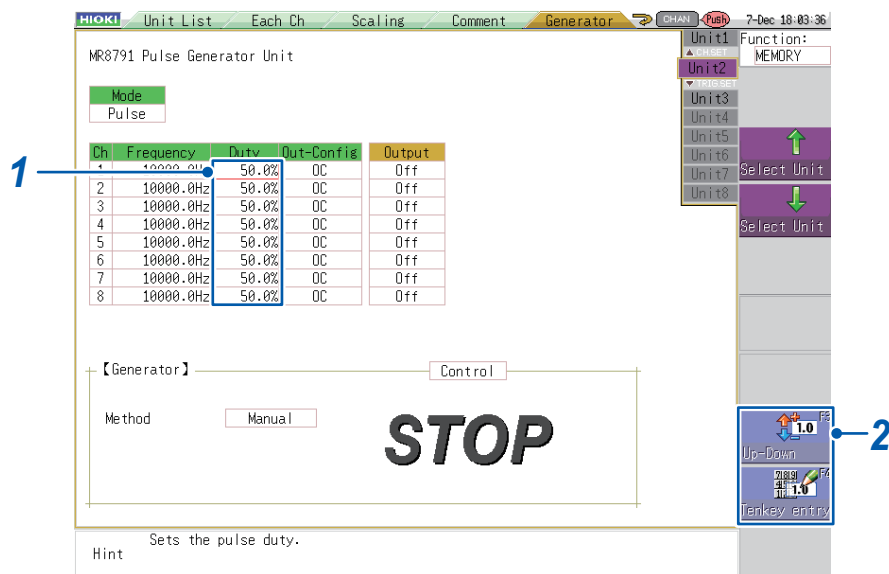 HIOKI Unit List Each Ch Scaling Comment Generator CHAN Push 7-Dec 18:03:36
Unit1 Function:
▲ CH.SET MEMORY
MR8791 Pulse Generator Unit
Unit2
▼ TRIG.SET
Unit3
Unit4
Unit5
Unit6
Unit7
Unit8
Mode
Pulse
Select Unit
Select Unit
Ch Frequency Duty Out-Config Output
1 10000.0Hz 50.0% OC Off
2 10000.0Hz 50.0% OC Off
3 10000.0Hz 50.0% OC Off
4 10000.0Hz 50.0% OC Off
5 10000.0Hz 50.0% OC Off
6 10000.0Hz 50.0% OC Off
7 10000.0Hz 50.0% OC Off
8 10000.0Hz 50.0% OC Off
1
【Generator】 Control
Method Manual
STOP
1.0 F3
Up-Down
2
1.0 F4
Tenkey entry
Sets the pulse duty.
Hint